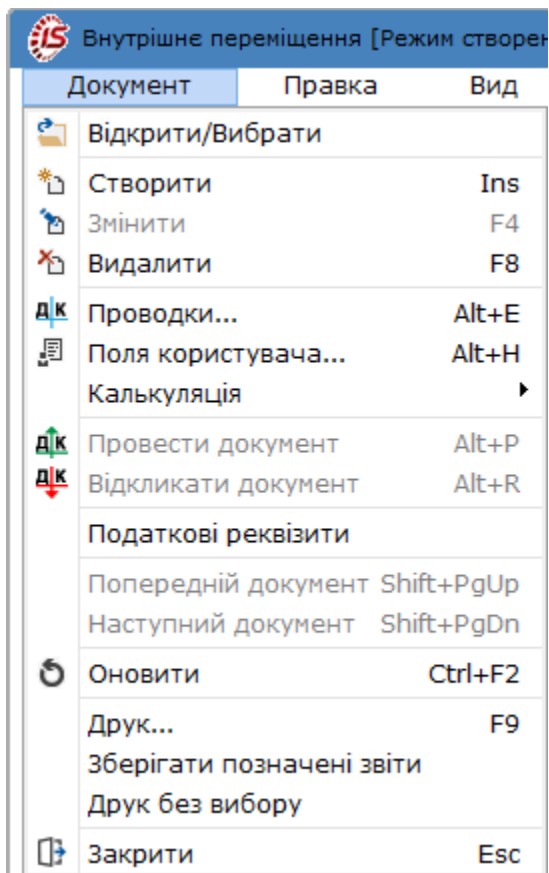 IS Внутрішнє переміщення [Режим створен
Документ Правка Вид
Відкрити/Вибрати
Створити Ins
Змінити F4
Видалити F8
ДК Проводки... Alt+E
Поля користувача... Alt+H
Калькуляція
ДК Провести документ Alt+P
ДК Відкликати документ Alt+R
Податкові реквізити
Попередній документ Shift+PgUp
Наступний документ Shift+PgDn
Оновити Ctrl+F2
Друк... F9
Зберігати позначені звіти
Друк без вибору
Закрити Esc